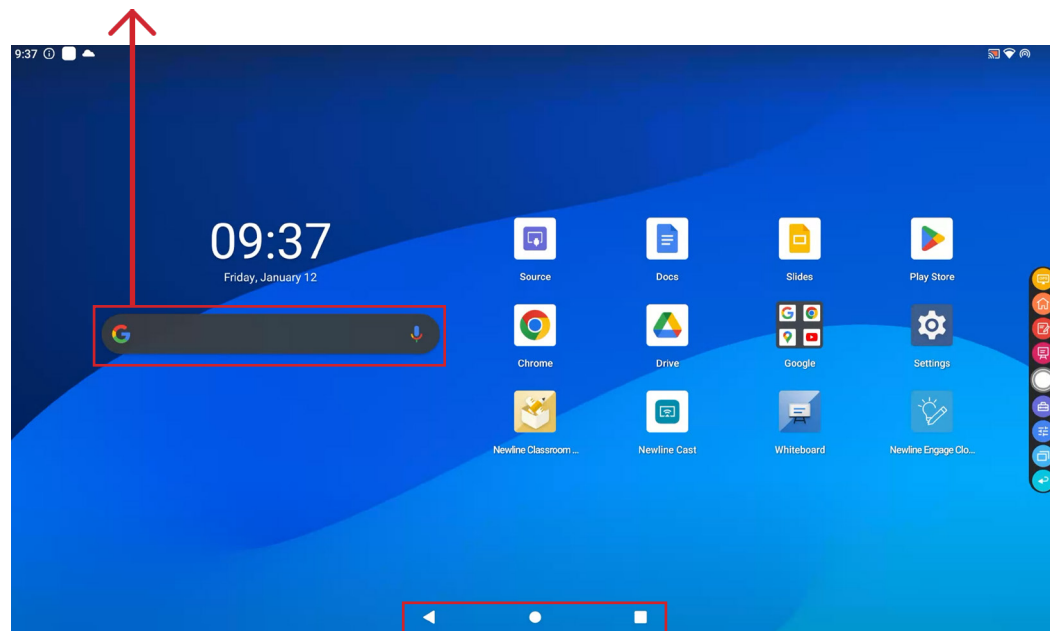 9:37
09:37
Friday, January 12
Source
Docs
Slides
Play Store
Chrome
Drive
Google
Settings
Newline Classroom ...
Newline Cast
Whiteboard
Newline Engage Clo...